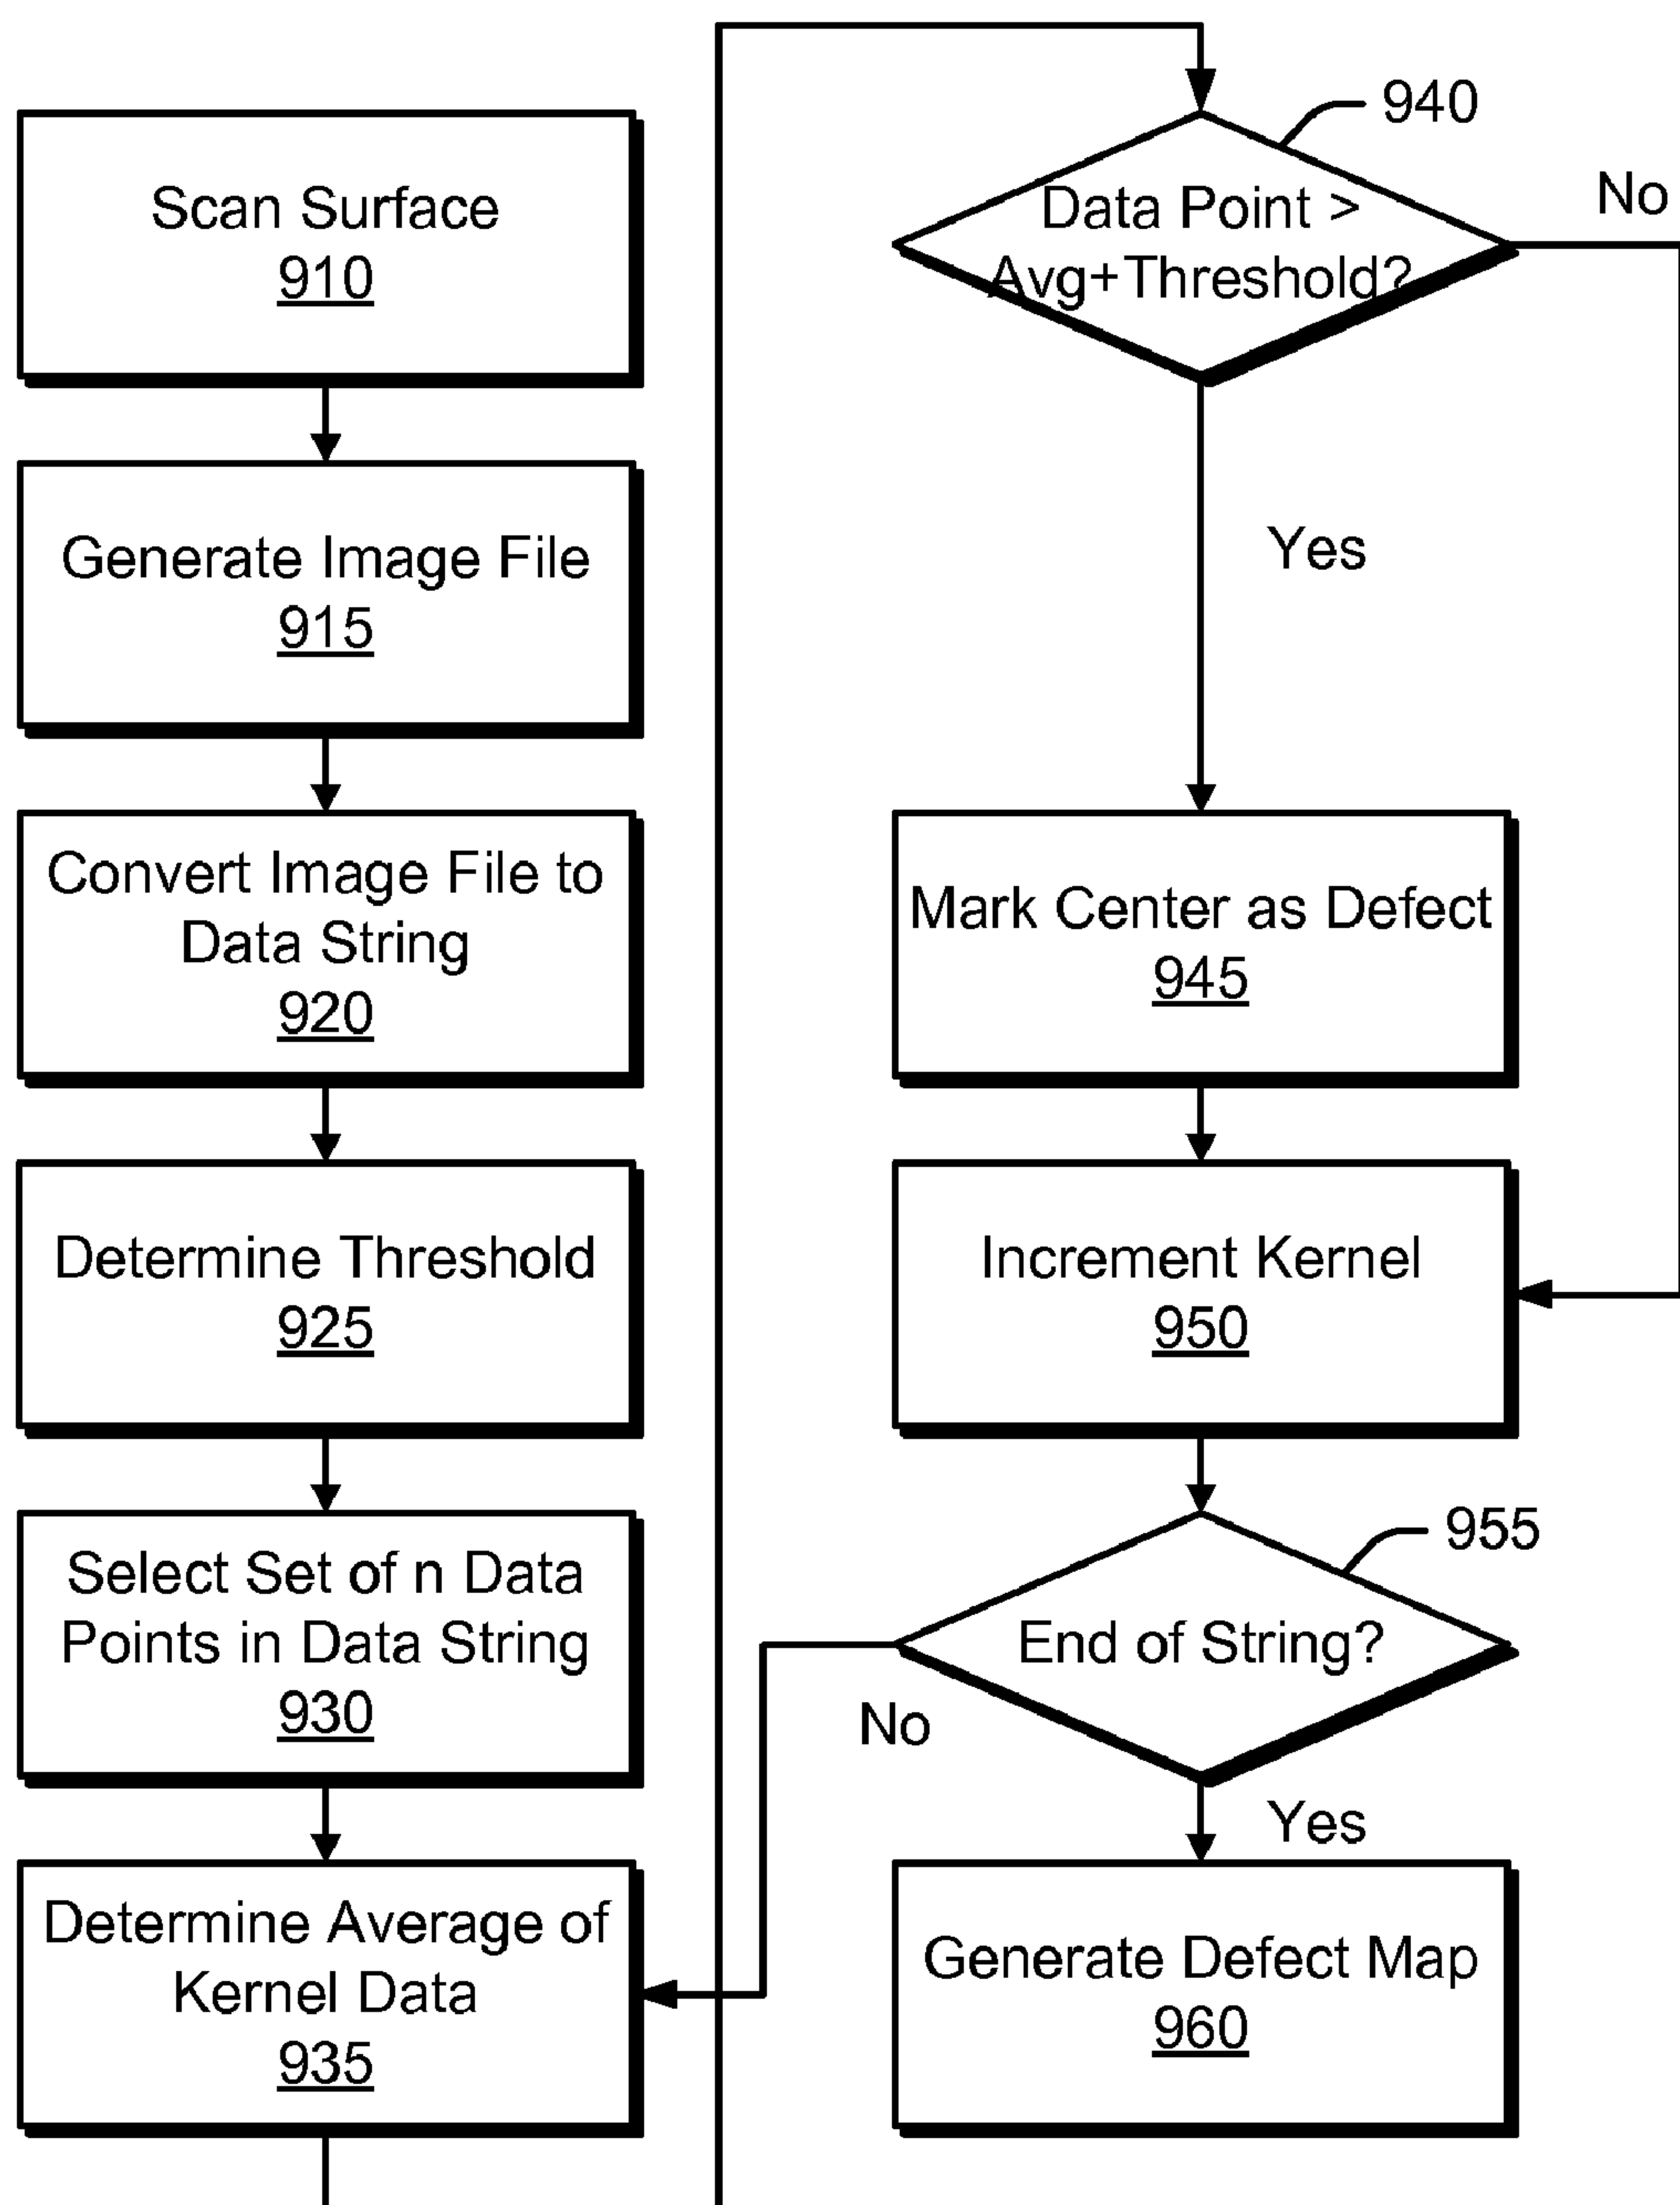 Scan Surface
910
Generate Image File
915
Convert Image File to
Data String
920
Determine Threshold
925
Select Set of n Data
Points in Data String
930
Determine Average of
Kernel Data
935
940
Data Point >
Avg+Threshold?
No
Yes
Mark Center as Defect
945
Increment Kernel
950
955
End of String?
No
Yes
Generate Defect Map
960